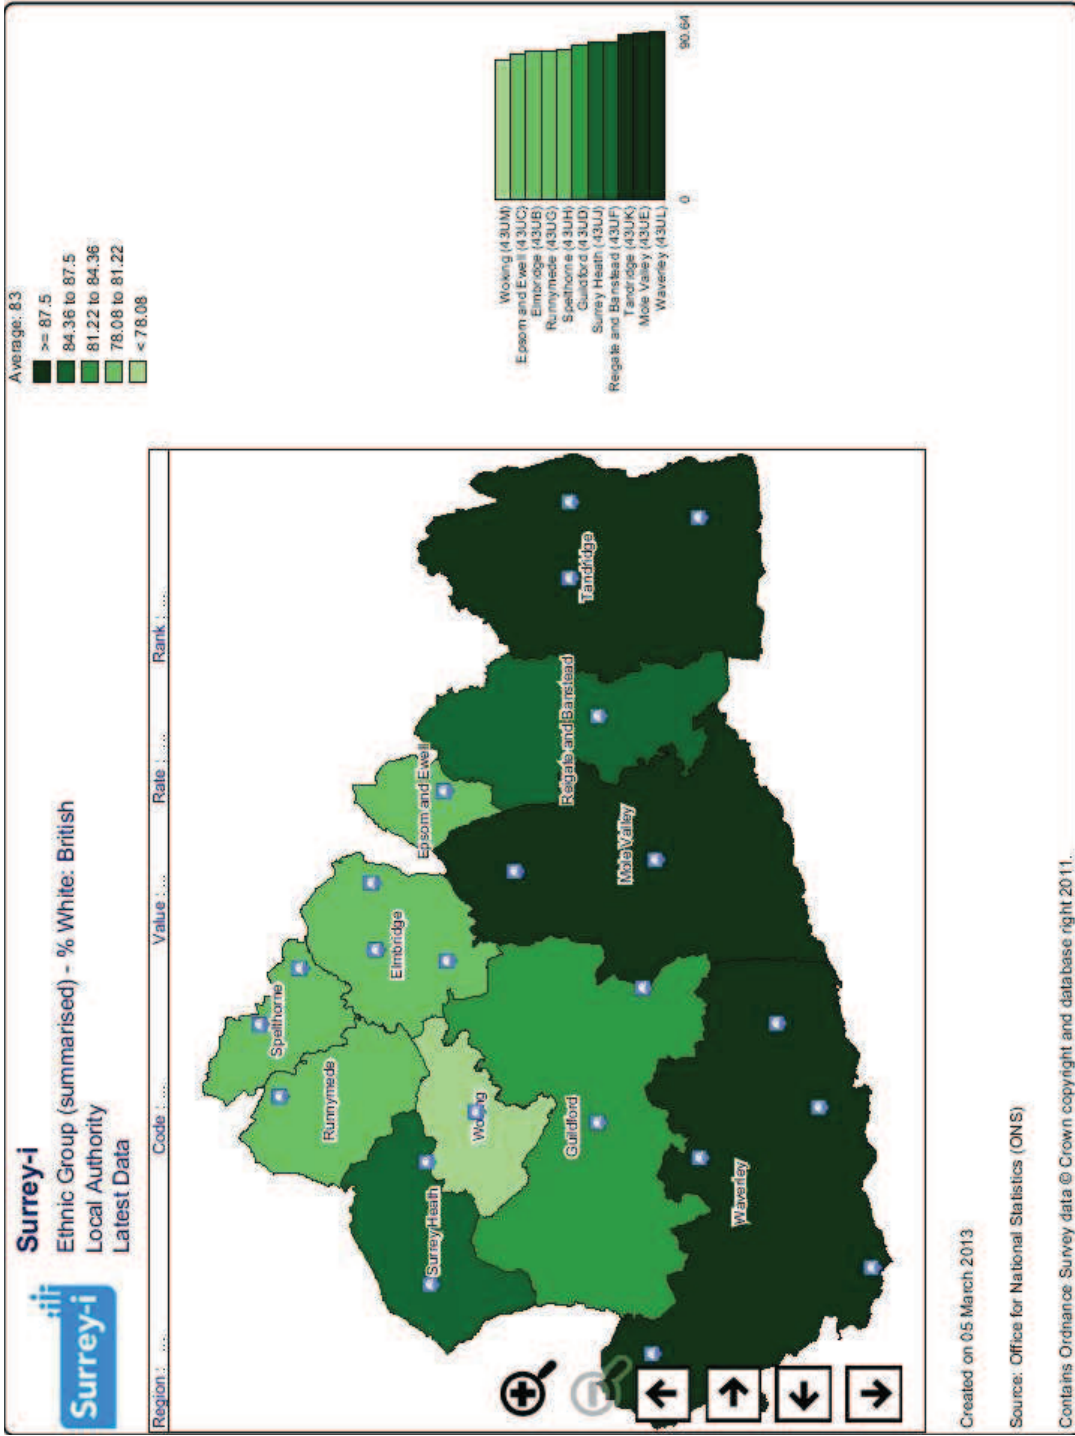 Surrey-i
Surrey-i
Ethnic Group (summarised) - % White: British
Local Authority
Latest Data
Average: 83
>= 87.5
84.36 to 87.5
81.22 to 84.36
78.08 to 81.22
< 78.08
Region : ... Code : ... Value : ... Rate : ... Rank : ...
Spelthorne
Runnymede
Epsom and Ewell
Elmbridge
Surrey Heath
Woking
Reigate and Banstead
Tandridge
Guildford
Mole Valley
Waverley
Woking (43UM)
Epsom and Ewell (43UC)
Elmbridge (43UB)
Runnymede (43UG)
Spelthorne (43UH)
Guildford (43UD)
Surrey Heath (43UJ)
Reigate and Banstead (43UF)
Tandridge (43UK)
Mole Valley (43UE)
Waverley (43UL)
0 90.64
Created on 05 March 2013
Source: Office for National Statistics (ONS)
Contains Ordnance Survey data © Crown copyright and database right 2011.